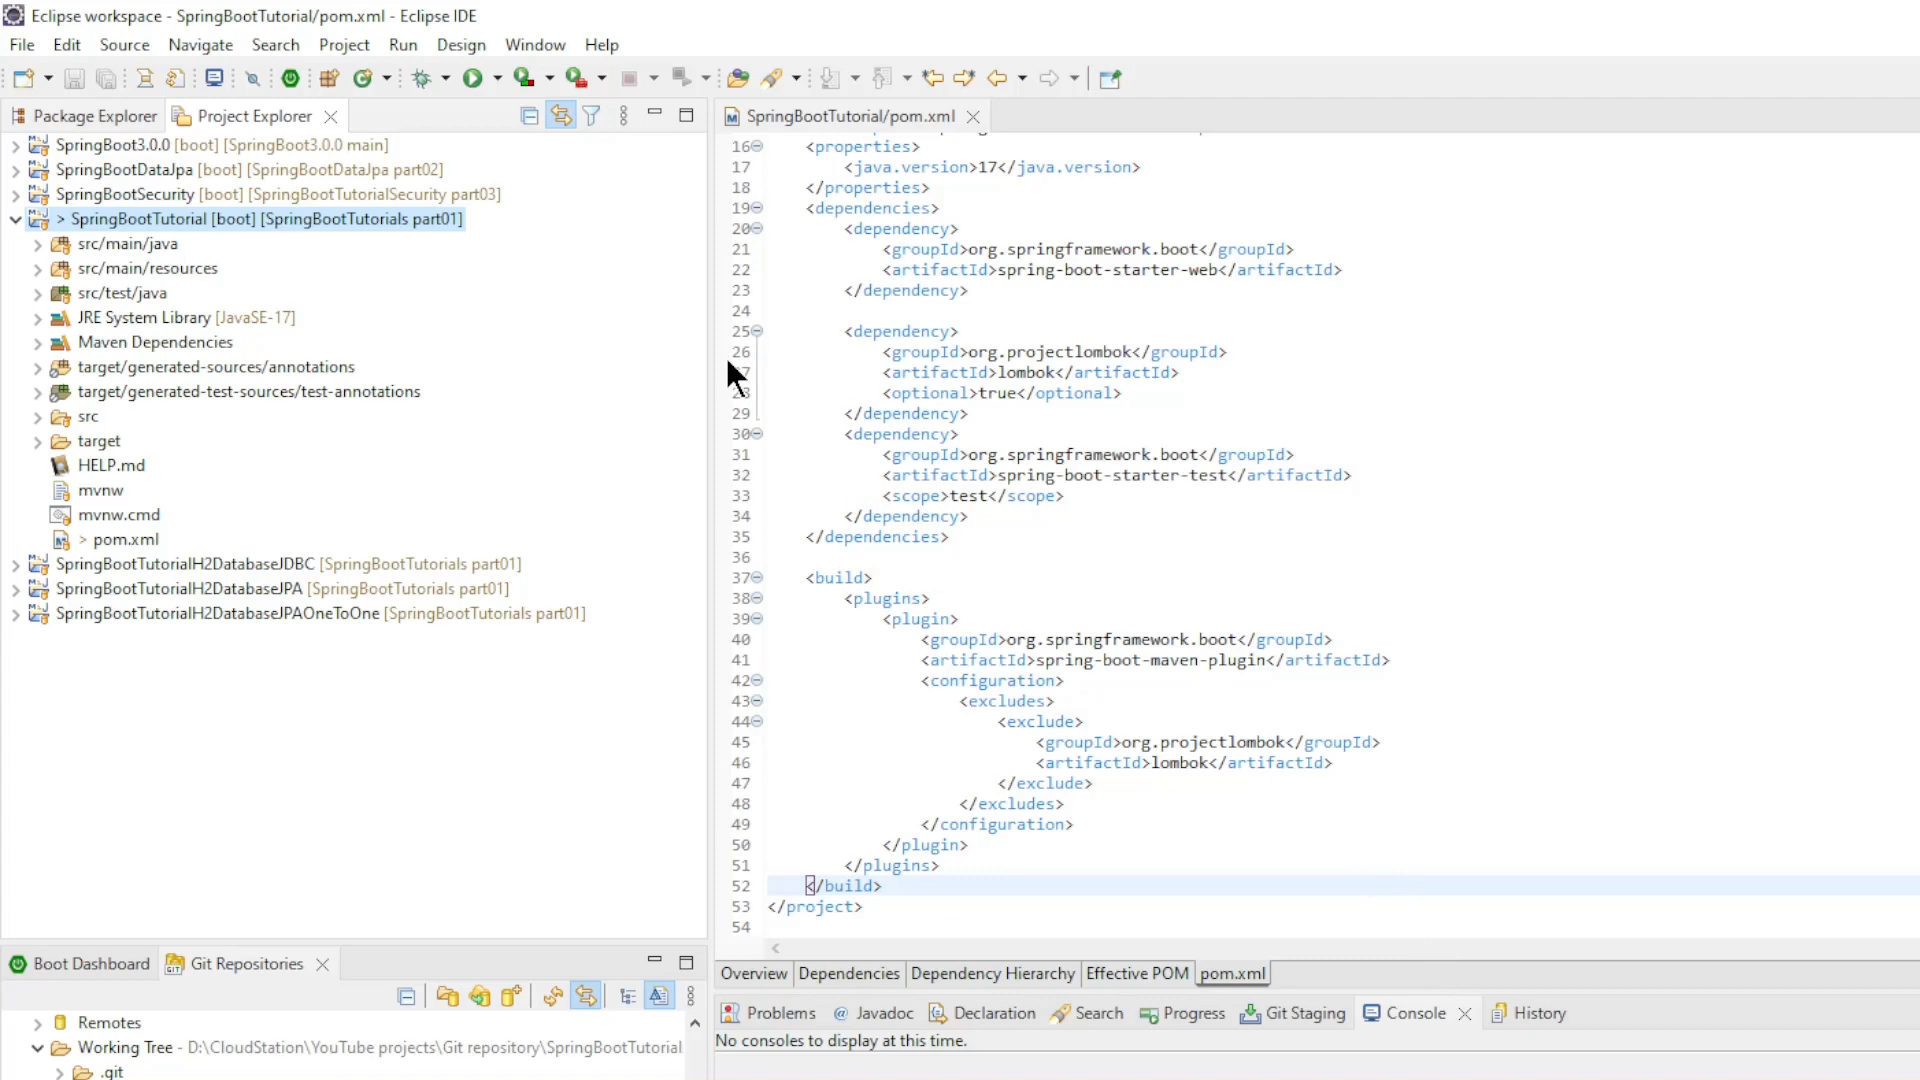 Eclipse workspace - SpringBootTutorial/pom.xml - Eclipse IDE
File Edit Source Navigate Search Project Run Design Window Help
Package Explorer Project Explorer
SpringBoot3.0.0 [boot] [SpringBoot3.0.0 main]
SpringBootDataJpa [boot] [SpringBootDataJpa part02]
SpringBootSecurity [boot] [SpringBootTutorialSecurity part03]
> SpringBootTutorial [boot] [SpringBootTutorials part01]
src/main/java
src/main/resources
src/test/java
JRE System Library [JavaSE-17]
Maven Dependencies
target/generated-sources/annotations
target/generated-test-sources/test-annotations
src
target
HELP.md
mvnw
mvnw.cmd
> pom.xml
SpringBootTutorialH2DatabaseJDBC [SpringBootTutorials part01]
SpringBootTutorialH2DatabaseJPA [SpringBootTutorials part01]
SpringBootTutorialH2DatabaseJPAOneToOne [SpringBootTutorials part01]
Boot Dashboard Git Repositories
Remotes
Working Tree - D:\CloudStation\YouTube projects\Git repository\SpringBootTutorial
.git
SpringBootTutorial/pom.xml
16 <properties>
17 <java.version>17</java.version>
18 </properties>
19 <dependencies>
20 <dependency>
21 <groupId>org.springframework.boot</groupId>
22 <artifactId>spring-boot-starter-web</artifactId>
23 </dependency>
24
25 <dependency>
26 <groupId>org.projectlombok</groupId>
<artifactId>lombok</artifactId>
<optional>true</optional>
29 </dependency>
30 <dependency>
31 <groupId>org.springframework.boot</groupId>
32 <artifactId>spring-boot-starter-test</artifactId>
33 <scope>test</scope>
34 </dependency>
35 </dependencies>
36
37 <build>
38 <plugins>
39 <plugin>
40 <groupId>org.springframework.boot</groupId>
41 <artifactId>spring-boot-maven-plugin</artifactId>
42 <configuration>
43 <excludes>
44 <exclude>
45 <groupId>org.projectlombok</groupId>
46 <artifactId>lombok</artifactId>
47 </exclude>
48 </excludes>
49 </configuration>
50 </plugin>
51 </plugins>
52 </build>
53 </project>
54
Overview Dependencies Dependency Hierarchy Effective POM pom.xml
Problems Javadoc Declaration Search Progress Git Staging Console History
No consoles to display at this time.